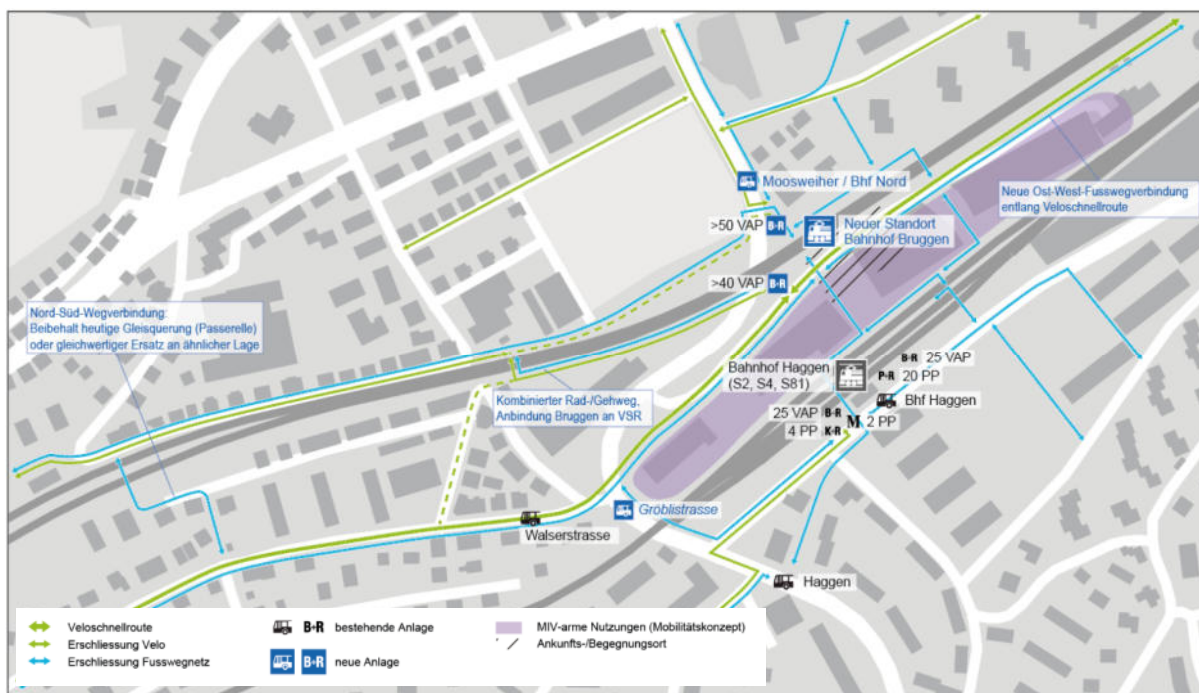 Moosweiher / Bhf Nord
>50 VAP B+R
Neuer Standort
Bahnhof Bruggen
Neue Ost-West-Fusswegverbindung
entlang Veloschnellroute
>40 VAP B+R
Nord-Süd-Wegverbindung:
Beibehalt heutige Gleisquerung (Passerelle)
oder gleichwertiger Ersatz an ähnlicher Lage
Kombinierter Rad-/Gehweg,
Anbindung Bruggen an VSR
Bahnhof Haggen
(S2, S4, S81)
B+R 25 VAP
P+R 20 PP
Bhf Haggen
25 VAP B+R
4 PP K+R
M 2 PP
Gröblistrasse
Walserstrasse
Haggen
Veloschnellroute
Erschliessung Velo
Erschliessung Fusswegnetz
B+R bestehende Anlage
B+R neue Anlage
MIV-arme Nutzungen (Mobilitätskonzept)
Ankunfts-/Begegnungsort